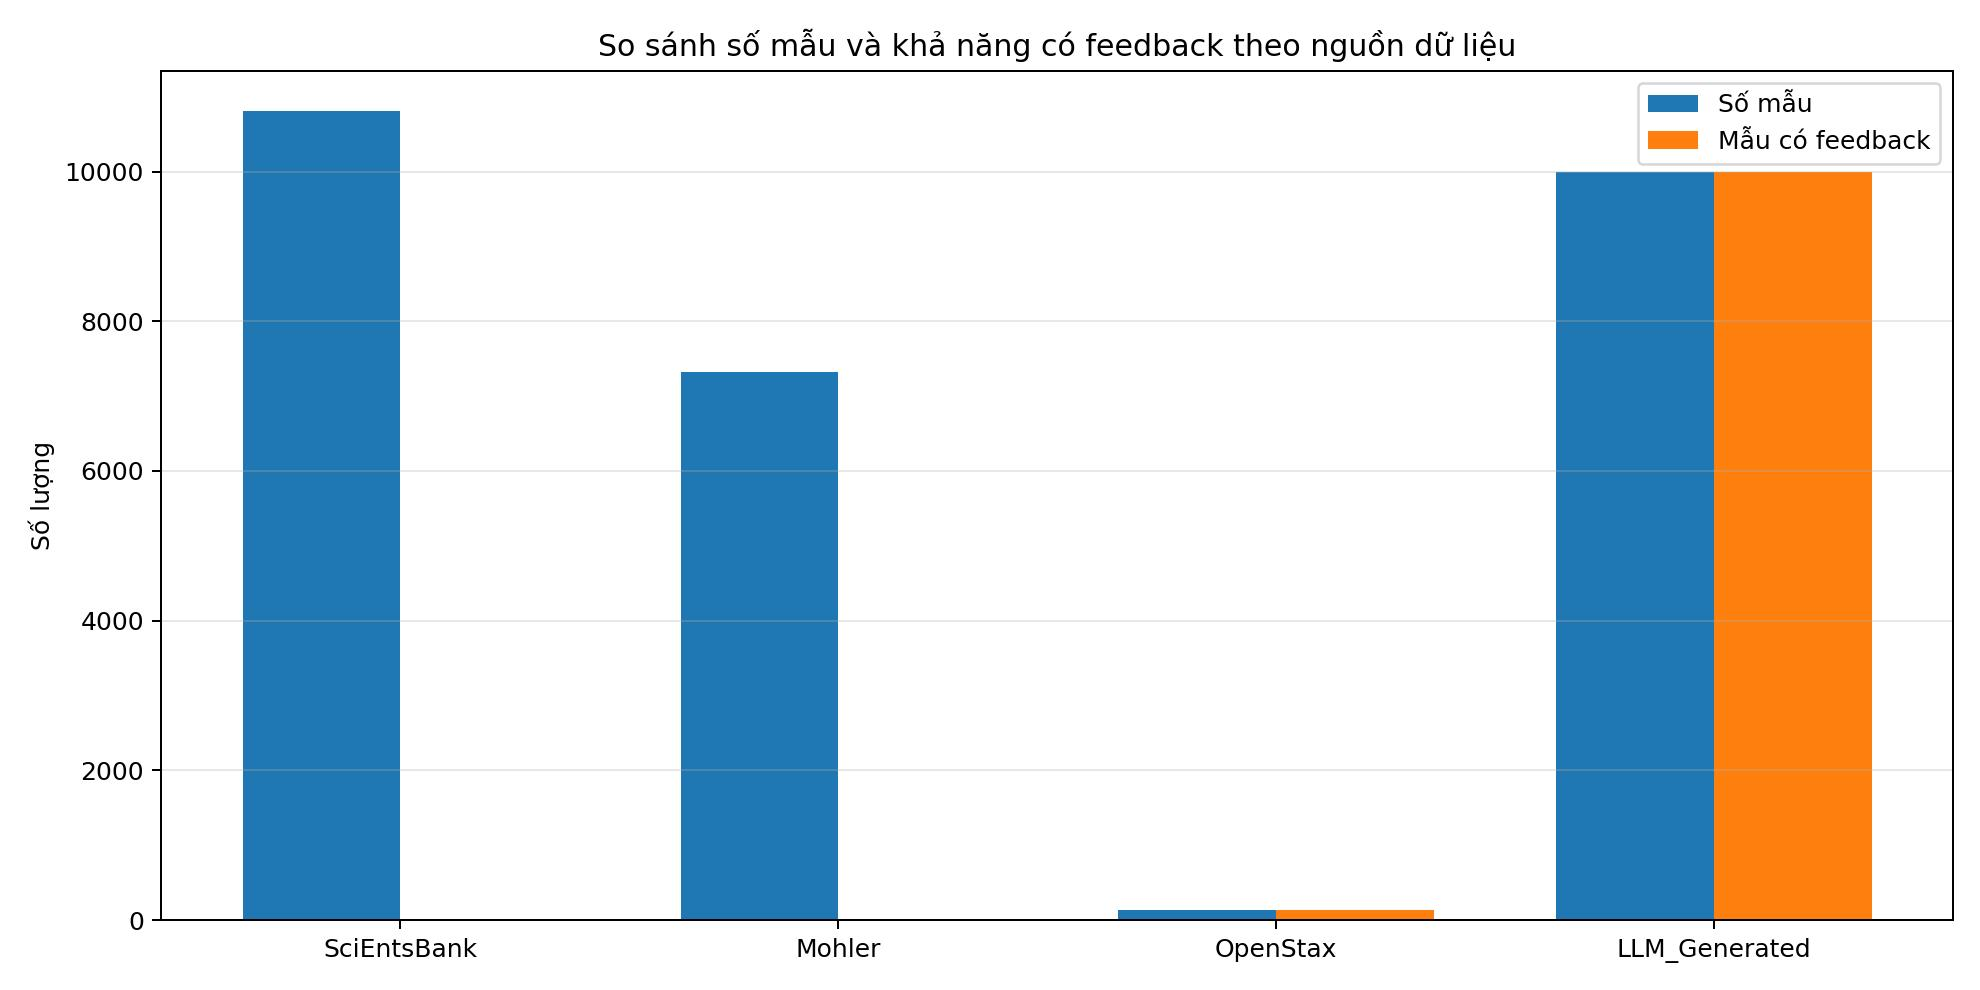 So sánh số mẫu và khả năng có feedback theo nguồn dữ liệu
Số mẫu
Mẫu có feedback
10000
8000
6000
4000
2000
0
Số lượng
SciEntsBank
Mohler
OpenStax
LLM_Generated